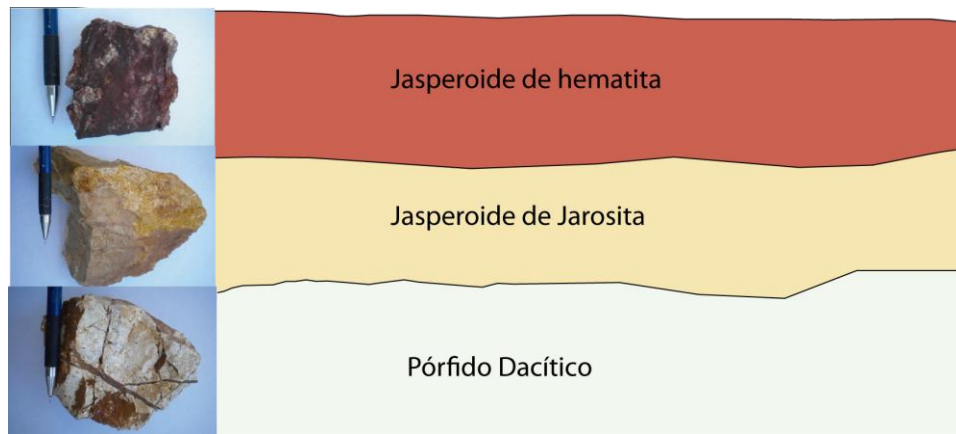 Jasperoide de hematita
Jasperoide de Jarosita
Pórfido Dacítico